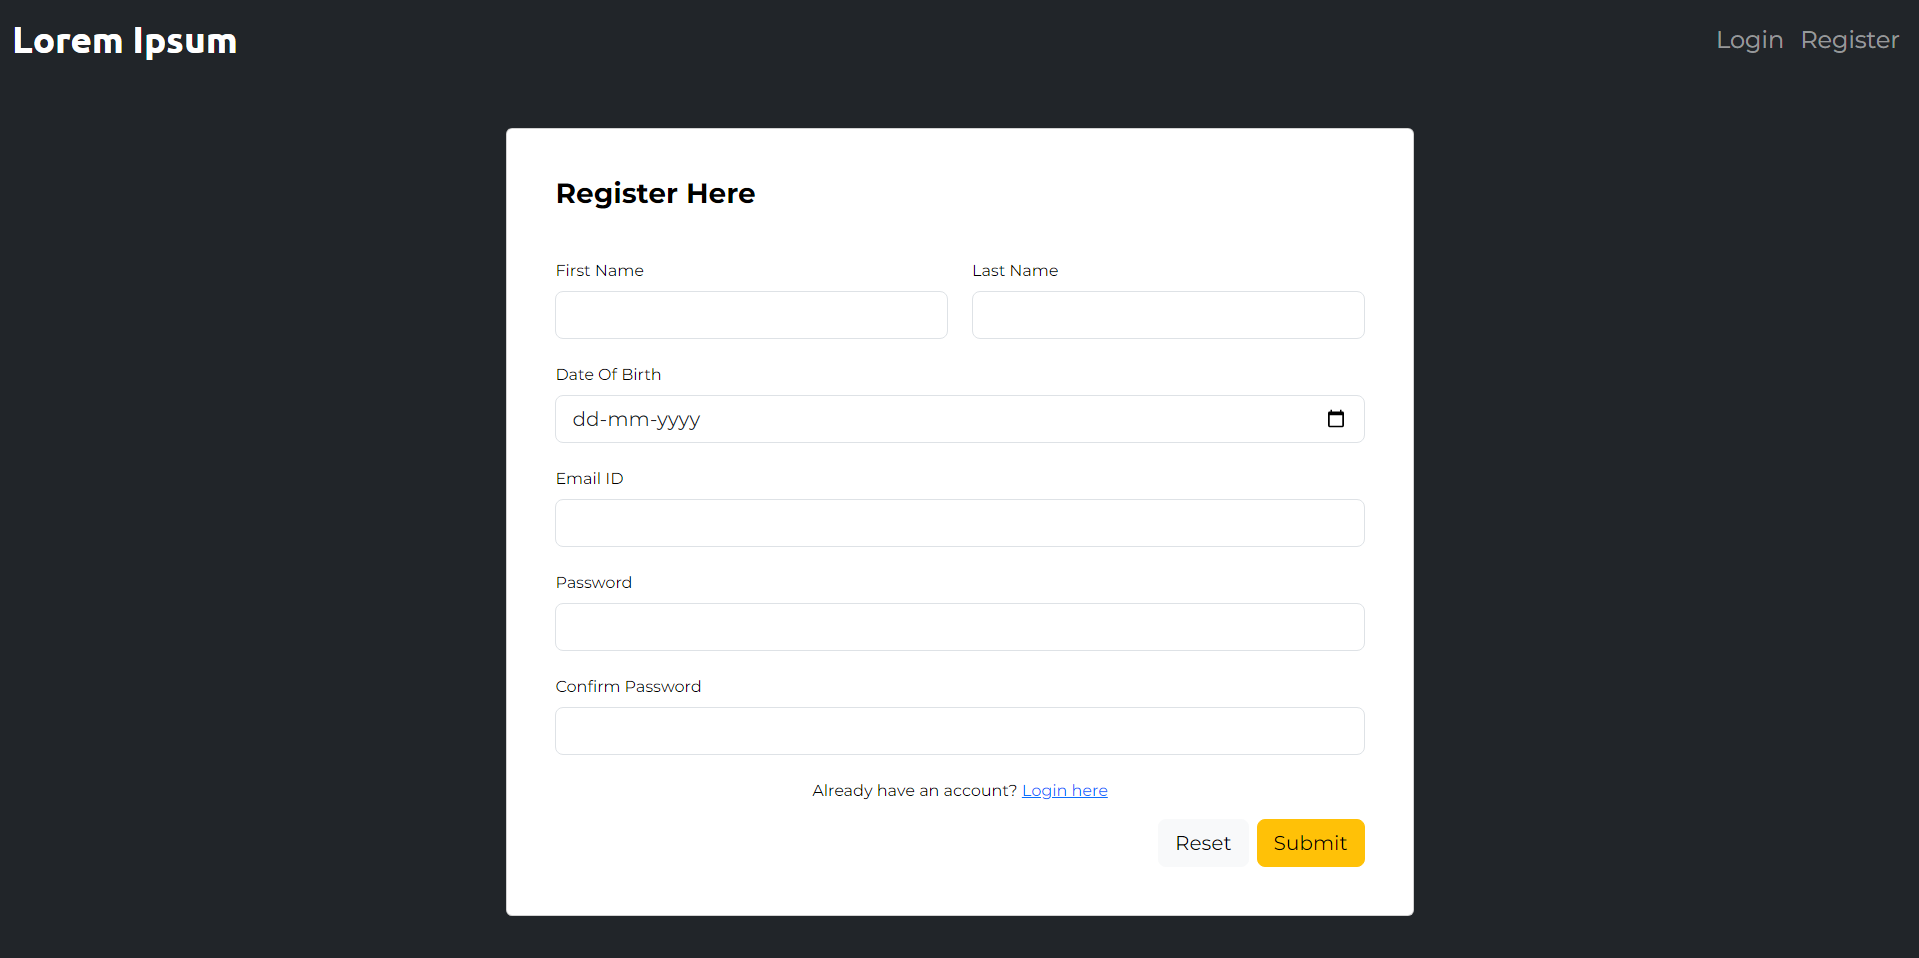 Lorem Ipsum
Login Register
Register Here
First Name Last Name
Date Of Birth
dd-mm-yyyy
Email ID
Password
Confirm Password
Already have an account? Login here
Reset Submit